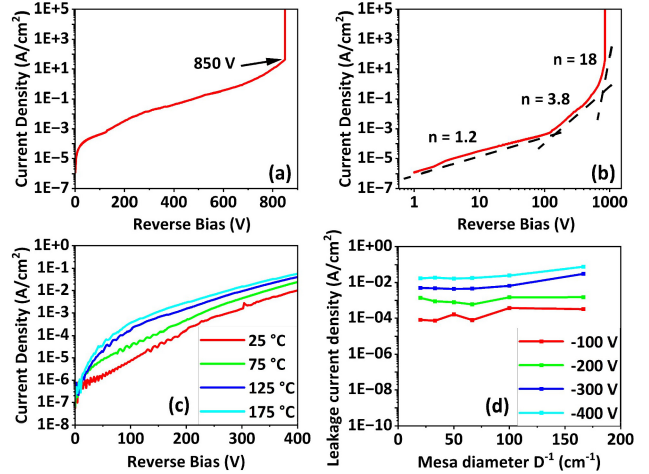 1E+5
1E+3
1E+1
1E−1
1E−3
1E−5
1E−7
Current Density (A/cm²)
850 V
(a)
0 200 400 600 800
Reverse Bias (V)
1E+5
1E+3
1E+1
1E−1
1E−3
1E−5
1E−7
Current Density (A/cm²)
n = 18
n = 3.8
n = 1.2
(b)
1 10 100 1000
Reverse Bias (V)
1E+0
1E-1
1E-2
1E-3
1E-4
1E-5
1E-6
1E-7
1E-8
Current Density (A/cm²)
25 °C
75 °C
125 °C
175 °C
(c)
0 100 200 300 400
Reverse Bias (V)
1E+00
1E−02
1E−04
1E−06
1E−08
1E−10
Leakage current density (A/cm²)
-100 V
-200 V
-300 V
-400 V
(d)
0 50 100 150 200
Mesa diameter D⁻¹ (cm⁻¹)